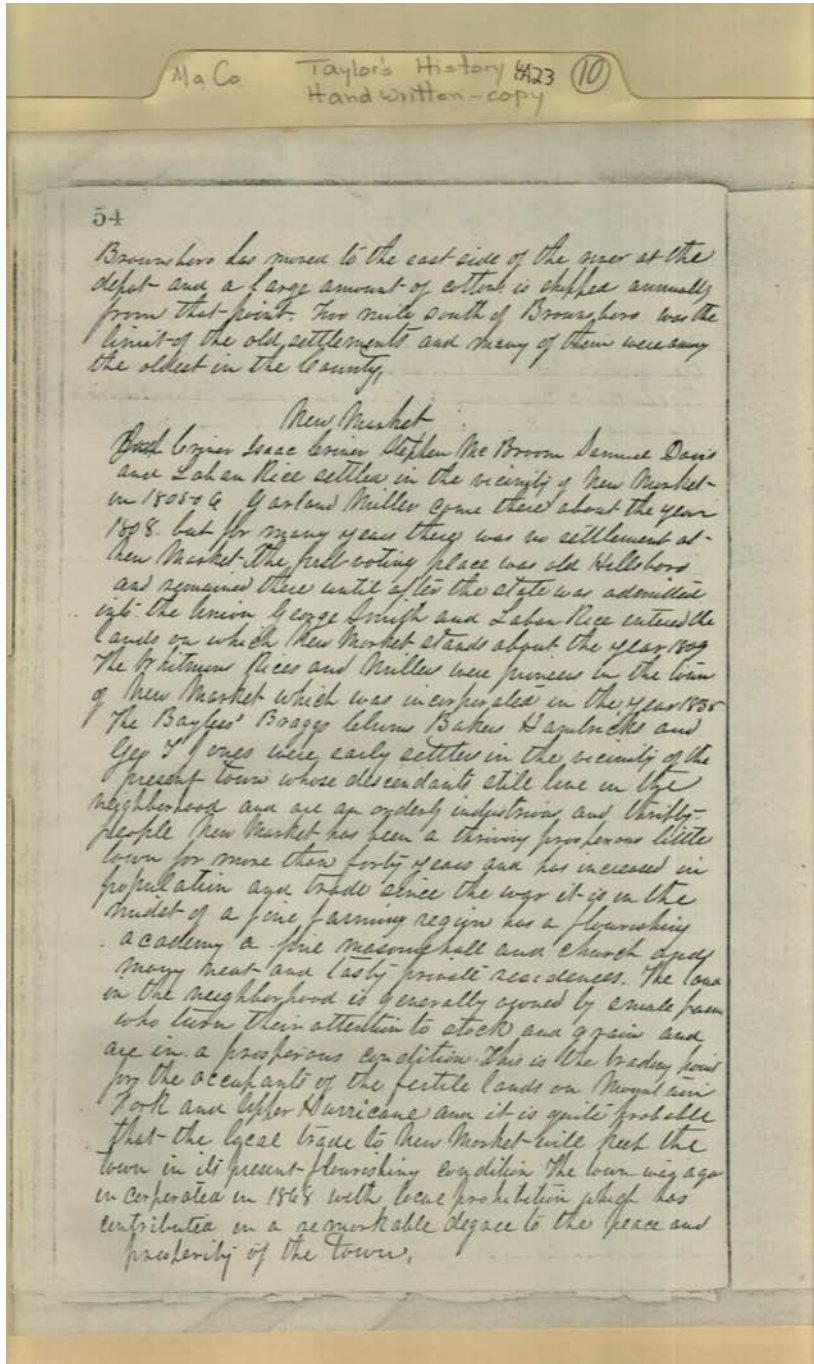 Ma Co Taylor's History 4A23 10
Handwritten - copy
54
Brownsboro has moved to the east side of the river at the
depot and a large amount of cotton is shipped annually
from that point. Two mile south of Brownsboro was the
limit of the old settlements and many of them were among
the oldest in the County,
New Market
Criner Isaac Criner Stephen McBroom Samuel Davis
and Laban Rice settled in the vicinity of New Market
in 1805 06 Garland Miller come there about the year
1808. but for many years there was no settlement at
New Market. The first voting place was old Hillsboro
and remained there until after the state was admitted
into the Union George Smith and Laban Rice entered the
lands on which New Market stands about the year 1809
The Whitmans Rices and Millers were pioneers in the town
of New Market which was incorporated in the year 183
The Bayless' Braggs Clums Bakers Hambricks and
Geo T Jones were early settlers in the vicinity of the
present town whose descendants still live in the
neighborhood and are an orderly industrious and thrifty
people New Market has been a thriving prosperous little
town for more than forty years and has increased in
population and trade since the war it is in the
midst of a fine farming region has a flourishing
academy a fine masonic hall and church and
many neat and tasty private residences. The land
in the neighborhood is generally owned by small
who turn their attention to stock and grain and
are in a prosperous condition. This is the trading point
for the occupants of the fertile lands on Mountain
Fork and Upper Hurricane and it is quite probable
that the local trade to New Market will keep the
town in its present flourishing condition The town was again
incorporated in 1868 with local prohibition which has
contributed in a remarkable degree to the peace and
prosperity of the town,